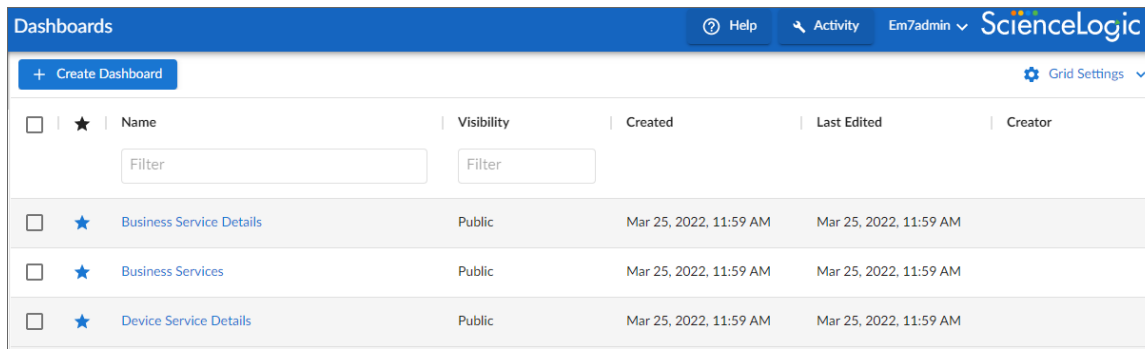 Dashboards Help Activity Em7admin ScienceLogic
+ Create Dashboard Grid Settings
Name Visibility Created Last Edited Creator
Filter Filter
Business Service Details Public Mar 25, 2022, 11:59 AM Mar 25, 2022, 11:59 AM
Business Services Public Mar 25, 2022, 11:59 AM Mar 25, 2022, 11:59 AM
Device Service Details Public Mar 25, 2022, 11:59 AM Mar 25, 2022, 11:59 AM